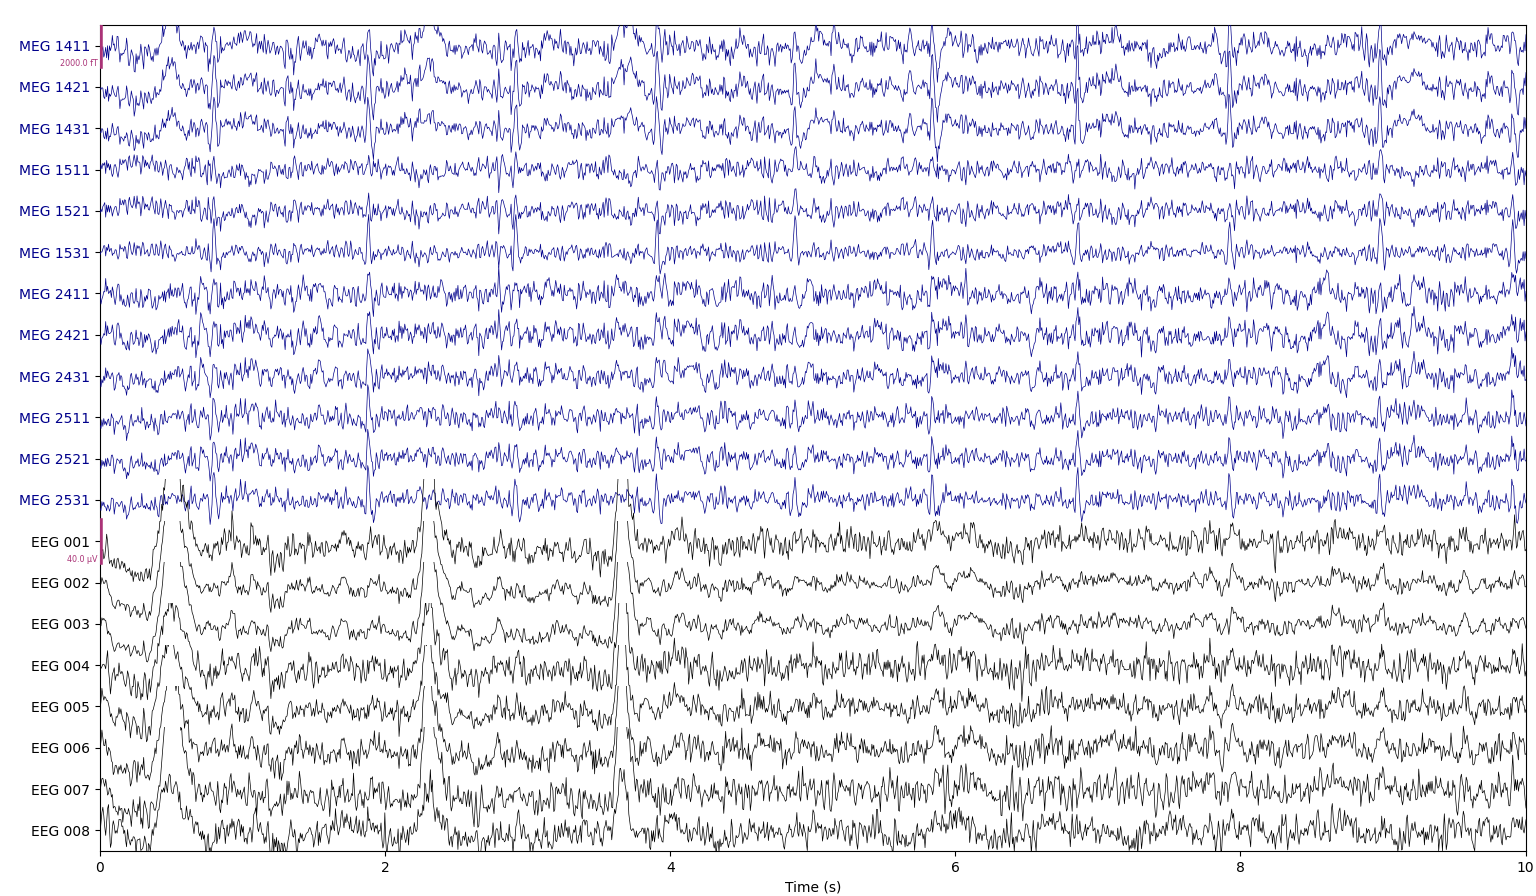 MEG 1411
2000.0 fT
MEG 1421
MEG 1431
MEG 1511
MEG 1521
MEG 1531
MEG 2411
MEG 2421
MEG 2431
MEG 2511
MEG 2521
MEG 2531
EEG 001
40.0 µV
EEG 002
EEG 003
EEG 004
EEG 005
EEG 006
EEG 007
EEG 008
0 2 4 6 8 10
Time (s)